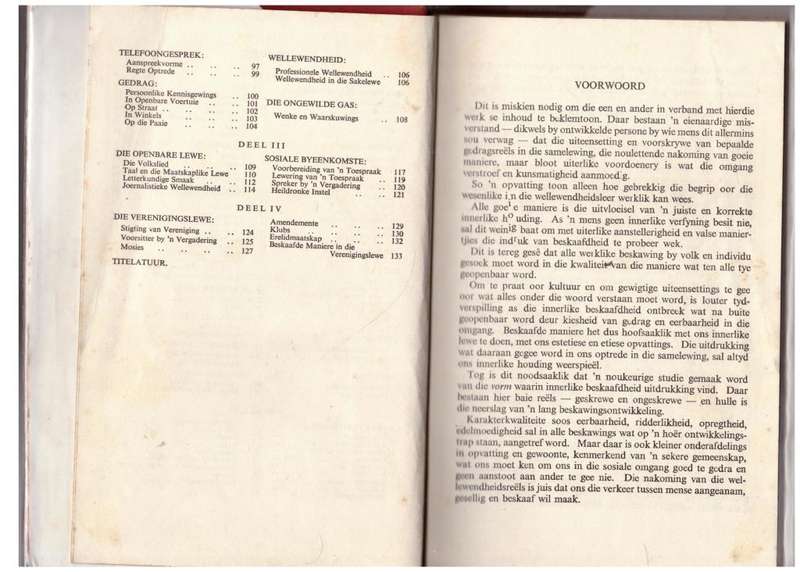 TELEFOONGESPREK:
Aanspreekvorme .. .. .. 97
Regte Optrede .. .. .. 99
GEDRAG:
Persoonlike Kennisgewings .. 100
In Openbare Voertuie .. .. 101
Op Straat .. .. .. .. 102
In Winkels .. .. .. 103
Op die Paaie .. .. .. 104
WELLEWENDHEID:
Professionele Wellewendheid .. 106
Wellewendheid in die Sakelewe 106
DIE ONGEWILDE GAS:
Wenke en Waarskuwings .. 108
DEEL III
DIE OPENBARE LEWE:
Die Volkslied .. .. .. 109
Taal en die Maatskaplike Lewe 110
Letterkundige Smaak .. .. 112
Joernalistieke Wellewendheid .. 114
SOSIALE BYEENKOMSTE:
Voorbereiding van 'n Toespraak 117
Lewering van 'n Toespraak .. 119
Spreker by 'n Vergadering .. 120
Heildronke Instel .. .. 121
DEEL IV
DIE VERENIGINGSLEWE:
Stigting van Vereniging .. .. 124
Voorsitter by 'n Vergadering .. 125
Mosies .. .. .. .. 127
TITELATUUR.
Amendemente .. .. .. 129
Klubs .. .. .. .. 130
Erelidmaatskap .. .. .. 132
Beskaafde Maniere in die
Verenigingslewe 133
VOORWOORD
Dit is miskien nodig om die een en ander in verband met hierdie
werk se inhoud te beklemtoon. Daar bestaan 'n eienaardige mis-
verstand — dikwels by ontwikkelde persone by wie mens dit allermins
sou verwag — dat die uiteensetting en voorskrywe van bepaalde
gedragsreëls in die samelewing, die noulettende nakoming van goeie
maniere, maar bloot uiterlike voordoenery is wat die omgang
verstroef en kunsmatigheid aanmoedig.
So 'n opvatting toon alleen hoe gebrekkig die begrip oor die
wesenlike in die wellewendheidsleer werklik kan wees.
Alle goeie maniere is die uitvloeisel van 'n juiste en korrekte
innerlike houding. As 'n mens geen innerlike verfyning besit nie,
sal dit weinig baat om met uiterlike aanstellerigheid en valse manier-
tjies die indruk van beskaafdheid te probeer wek.
Dit is tereg gesê dat alle werklike beskawing by volk en individu
gesoek moet word in die kwaliteit van die maniere wat ten alle tye
geopenbaar word.
Om te praat oor kultuur en om gewigtige uiteensettings te gee
oor wat alles onder die woord verstaan moet word, is louter tyd-
verspilling as die innerlike beskaafdheid ontbreek wat na buite
geopenbaar word deur kiesheid van gedrag en eerbaarheid in die
omgang. Beskaafde maniere het dus hoofsaaklik met ons innerlike
lewe te doen, met ons estetiese en etiese opvattings. Die uitdrukking
wat daaraan gegee word in ons optrede in die samelewing, sal altyd
ons innerlike houding weerspieël.
Tog is dit noodsaaklik dat 'n noukeurige studie gemaak word
van die vorm waarin innerlike beskaafdheid uitdrukking vind. Daar
bestaan hier baie reëls — geskrewe en ongeskrewe — en hulle is
die neerslag van 'n lang beskawingsontwikkeling.
Karakterkwaliteite soos eerbaarheid, ridderlikheid, opregtheid,
edelmoedigheid sal in alle beskawings wat op 'n hoër ontwikkelings-
trap staan, aangetref word. Maar daar is ook kleiner onderafdelings
in opvatting en gewoonte, kenmerkend van 'n sekere gemeenskap,
wat ons moet ken om ons in die sosiale omgang goed te gedra en
geen aanstoot aan ander te gee nie. Die nakoming van die wel-
lewendheidsreëls is juis dat ons die verkeer tussen mense aangenaam,
gesellig en beskaaf wil maak.